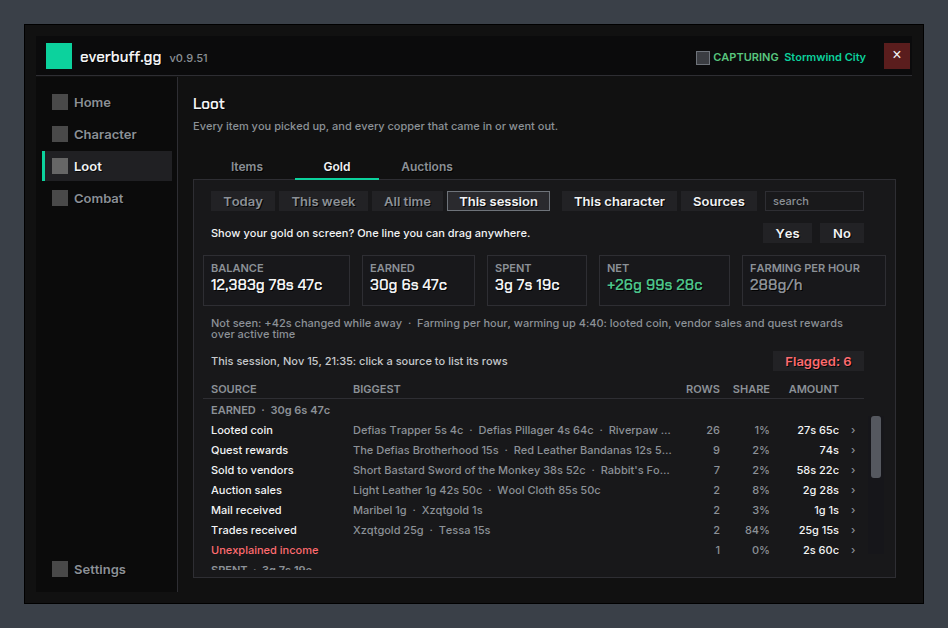 everbuff.gg v0.9.51
CAPTURING Stormwind City ×
Home
Character
Loot
Combat
Settings
Loot
Every item you picked up, and every copper that came in or went out.
Items Gold Auctions
Today This week All time This session This character Sources search
Show your gold on screen? One line you can drag anywhere. Yes No
BALANCE EARNED SPENT NET FARMING PER HOUR
12,383g 78s 47c 30g 6s 47c 3g 7s 19c +26g 99s 28c 288g/h
Not seen: +42s changed while away · Farming per hour, warming up 4:40: looted coin, vendor sales and quest rewards
over active time
This session, Nov 15, 21:35: click a source to list its rows Flagged: 6
SOURCE BIGGEST ROWS SHARE AMOUNT
EARNED · 30g 6s 47c
Looted coin Defias Trapper 5s 4c · Defias Pillager 4s 64c · Riverpaw ... 26 1% 27s 65c ›
Quest rewards The Defias Brotherhood 15s · Red Leather Bandanas 12s 5... 9 2% 74s ›
Sold to vendors Short Bastard Sword of the Monkey 38s 52c · Rabbit's Fo... 7 2% 58s 22c ›
Auction sales Light Leather 1g 42s 50c · Wool Cloth 85s 50c 2 8% 2g 28s ›
Mail received Maribel 1g · Xzqtgold 1s 2 3% 1g 1s ›
Trades received Xzqtgold 25g · Tessa 15s 2 84% 25g 15s ›
Unexplained income 1 0% 2s 60c ›
SPENT · 3g 7s 19c